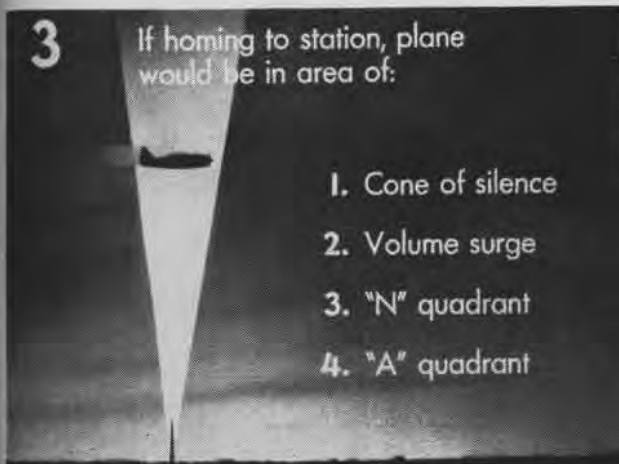 3
If homing to station, plane
would be in area of:
1. Cone of silence
2. Volume surge
3. "N" quadrant
4. "A" quadrant